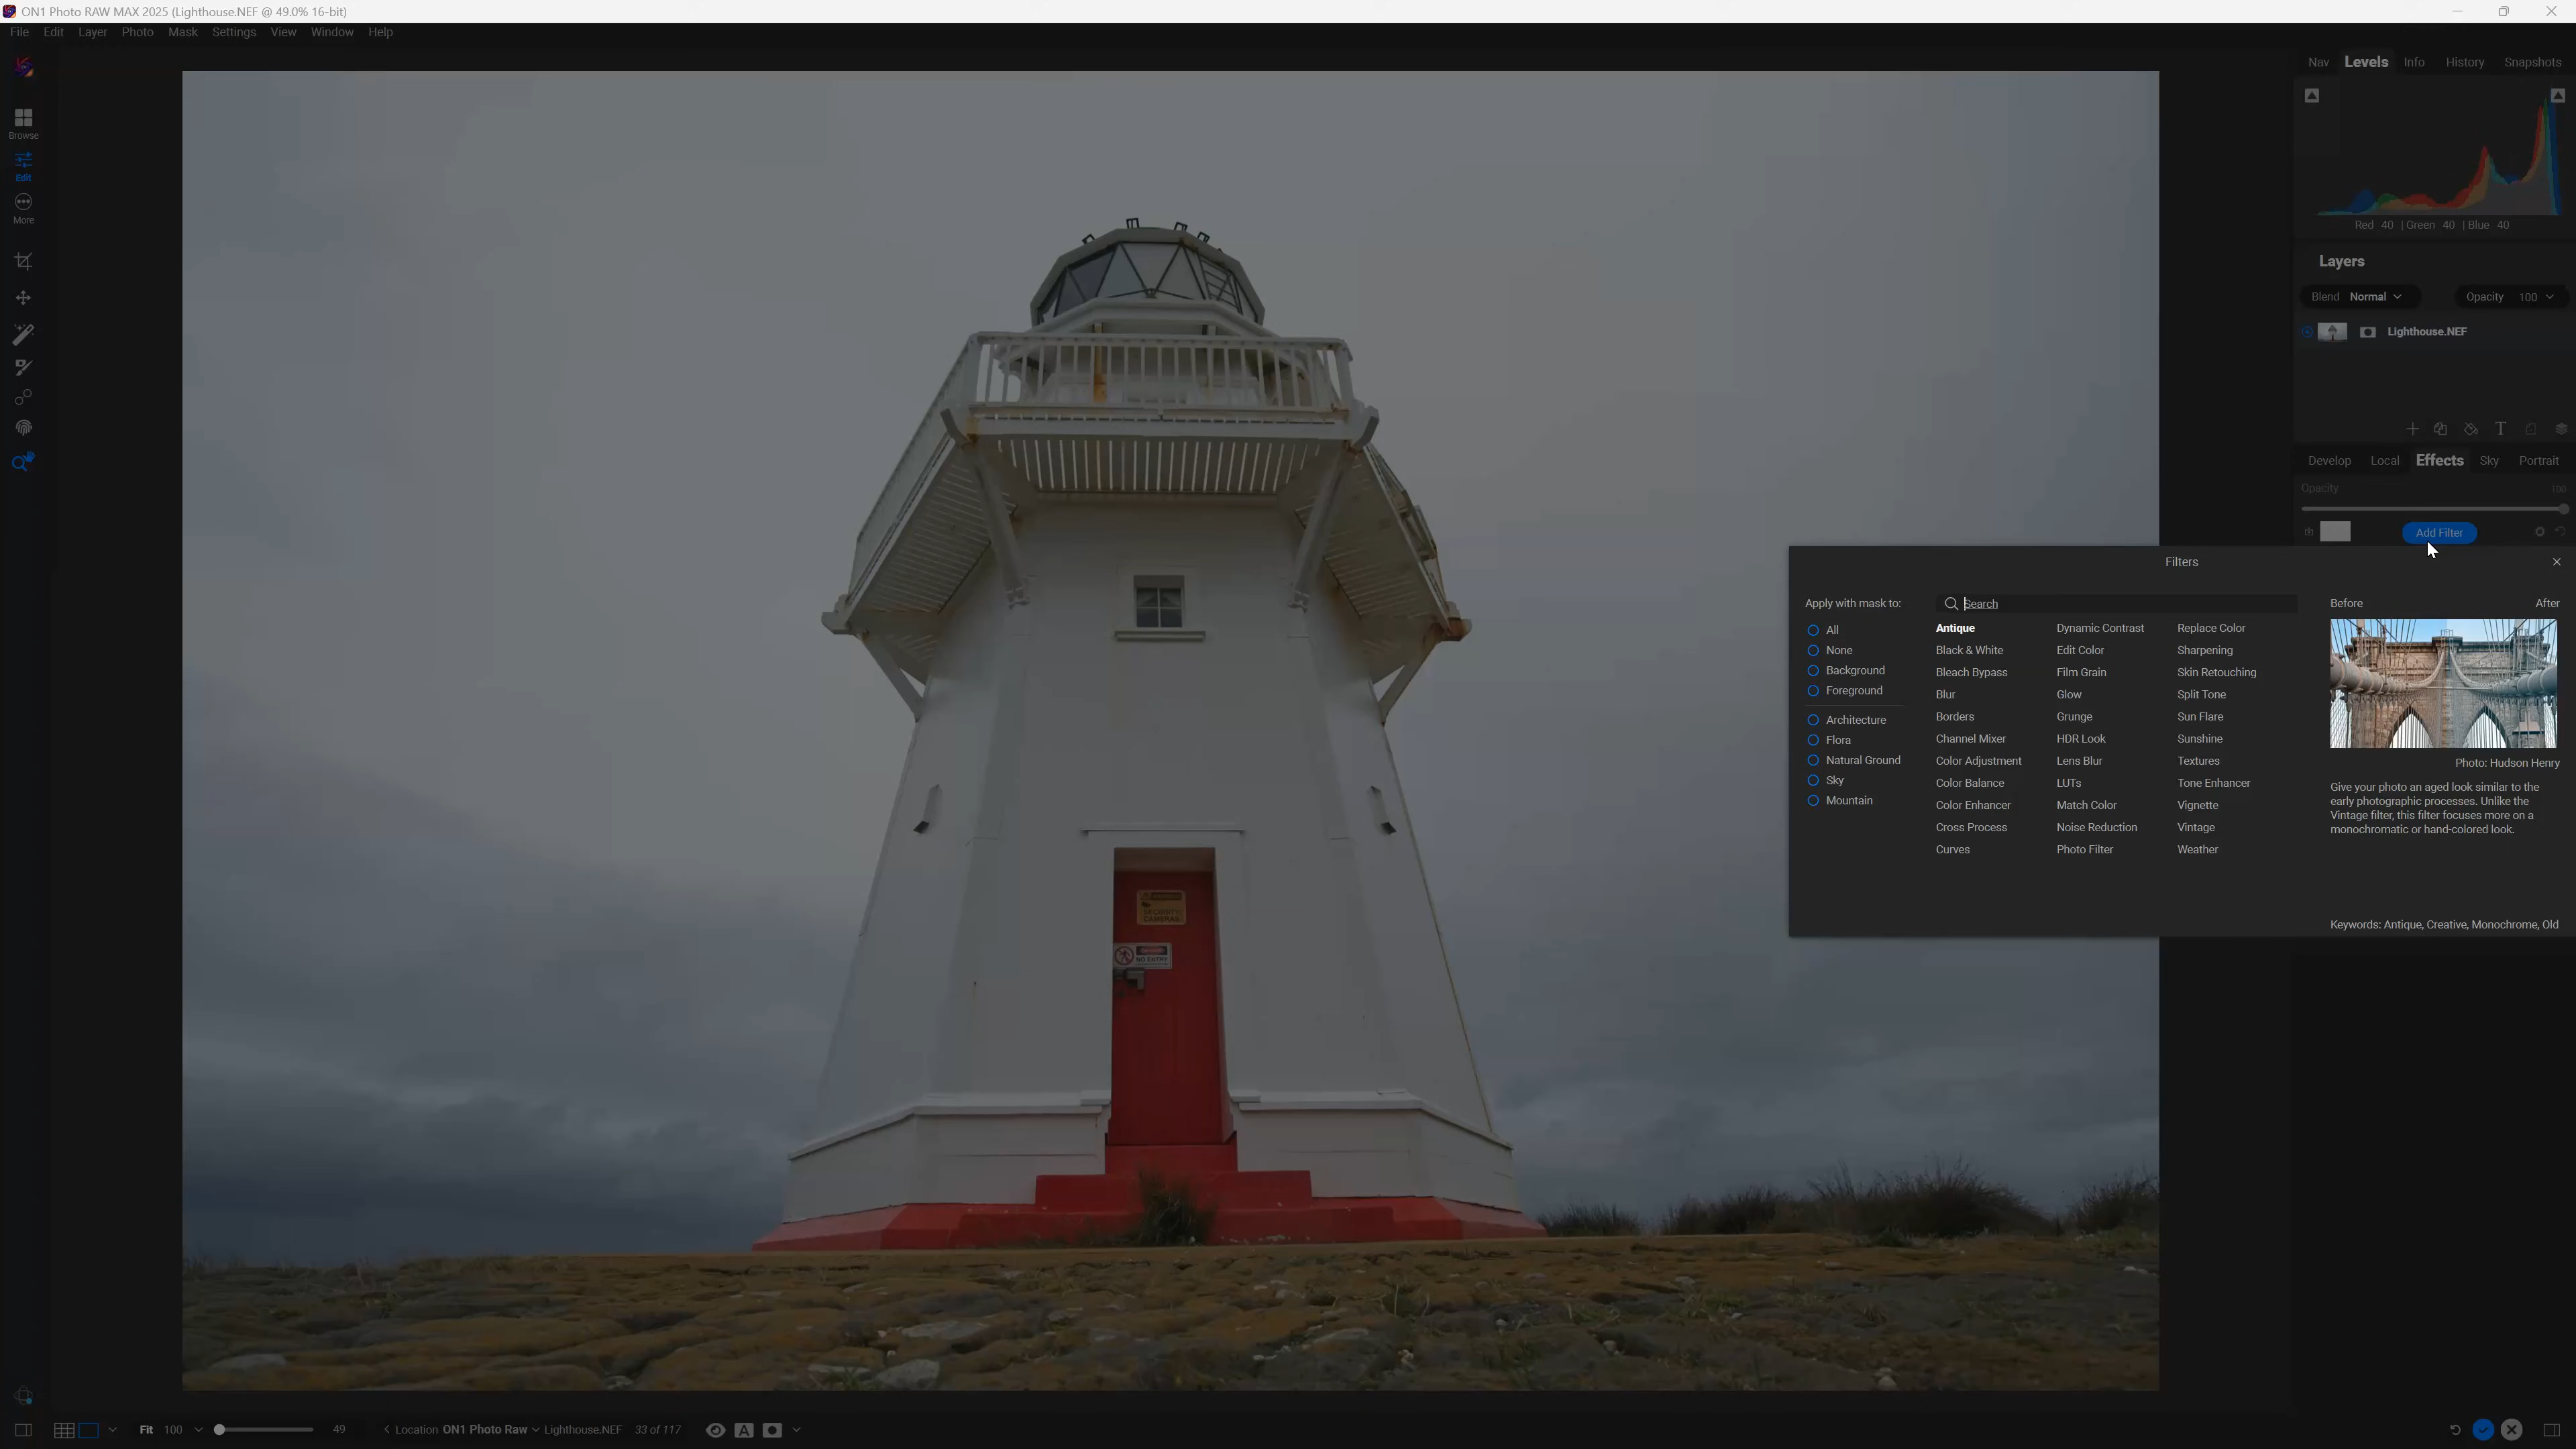 ON1 Photo RAW MAX 2025 (Lighthouse.NEF @ 49.0% 16-bit)
File Edit Layer Photo Mask Settings View Window Help
Nav Levels Info History Snapshots
Browse
Edit
More
Red 40 | Green 40 | Blue 40
Layers
Blend Normal Opacity 100
Lighthouse.NEF
T
Develop Local Effects Sky Portrait
Opacity 100
Add Filter
Filters
Apply with mask to:
All
None
Background
Foreground
Architecture
Flora
Natural Ground
Sky
Mountain
Search
Antique Dynamic Contrast Replace Color
Black & White Edit Color Sharpening
Bleach Bypass Film Grain Skin Retouching
Blur Glow Split Tone
Borders Grunge Sun Flare
Channel Mixer HDR Look Sunshine
Color Adjustment Lens Blur Textures
Color Balance LUTs Tone Enhancer
Color Enhancer Match Color Vignette
Cross Process Noise Reduction Vintage
Curves Photo Filter Weather
Before After
Photo: Hudson Henry
Give your photo an aged look similar to the
early photographic processes. Unlike the
Vintage filter, this filter focuses more on a
monochromatic or hand-colored look.
Keywords: Antique, Creative, Monochrome, Old
SECURITY
CAMERAS
NO ENTRY
Fit 100 49 Location ON1 Photo Raw Lighthouse.NEF 33 of 117 A